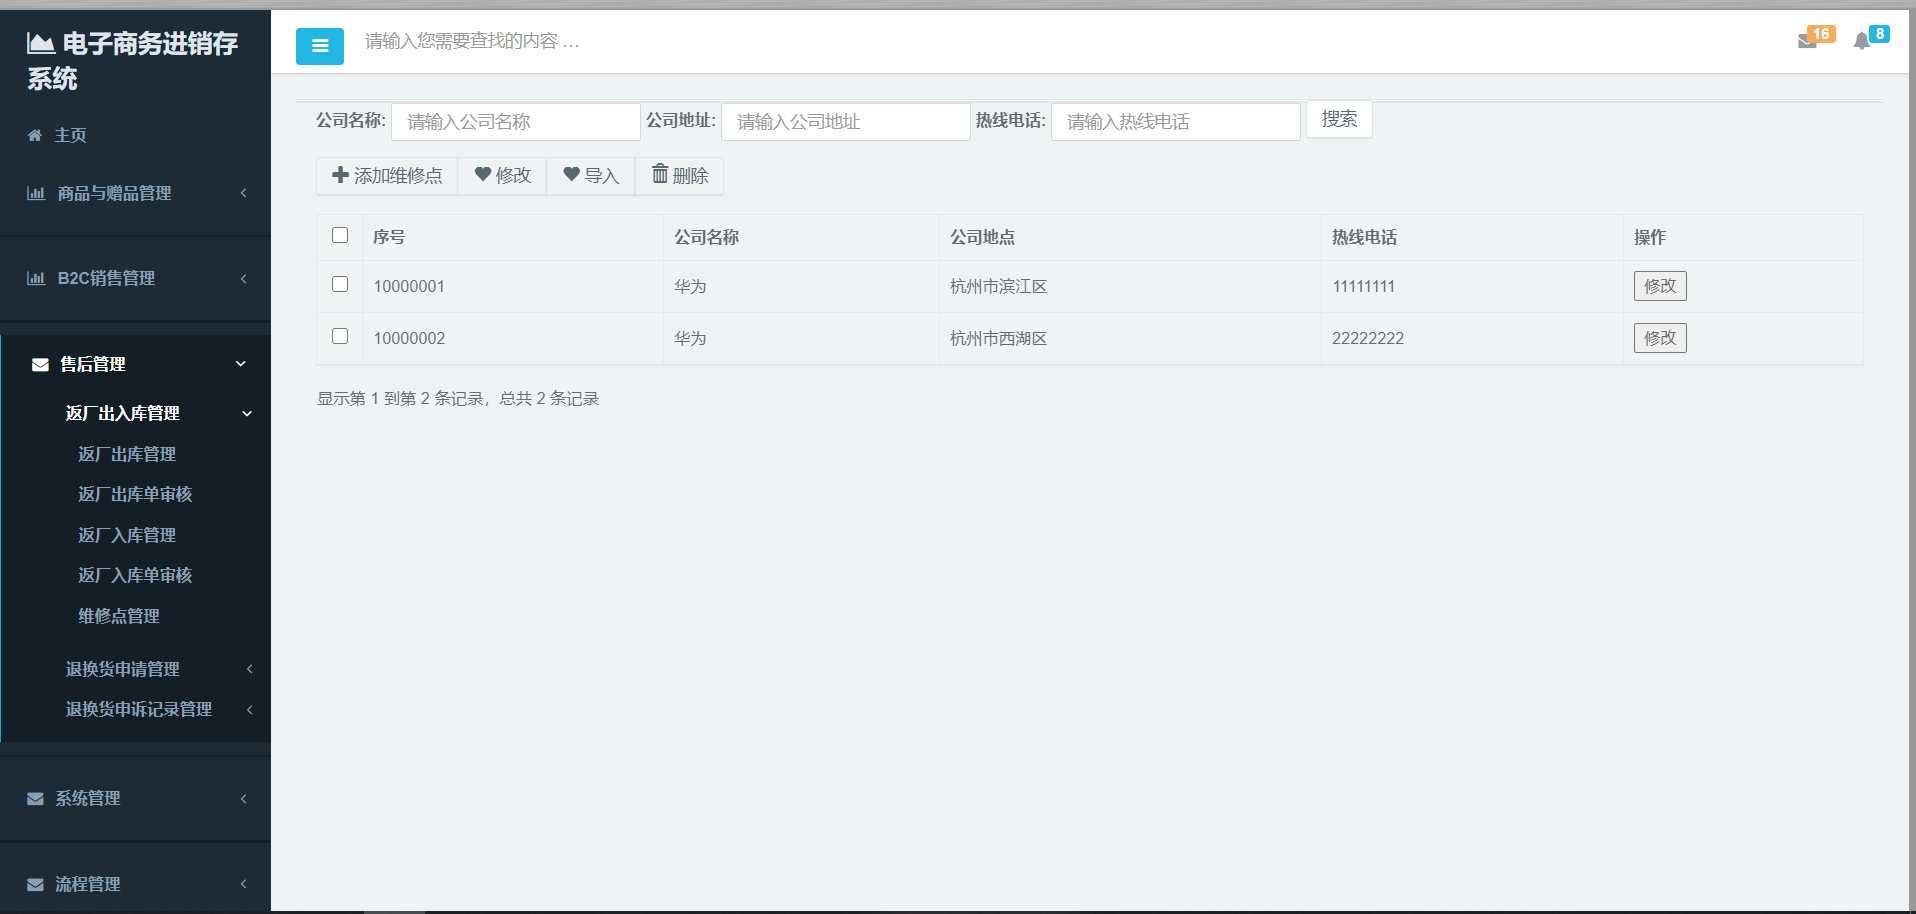 电子商务进销存
系统
主页
商品与赠品管理
B2C销售管理
售后管理
返厂出入库管理
返厂出库管理
返厂出库单审核
返厂入库管理
返厂入库单审核
维修点管理
退换货申请管理
退换货申诉记录管理
系统管理
流程管理
请输入您需要查找的内容 …
16
8
公司名称: 请输入公司名称 公司地址: 请输入公司地址 热线电话: 请输入热线电话 搜索
添加维修点 修改 导入 删除
序号 公司名称 公司地点 热线电话 操作
10000001 华为 杭州市滨江区 11111111 修改
10000002 华为 杭州市西湖区 22222222 修改
显示第 1 到第 2 条记录，总共 2 条记录